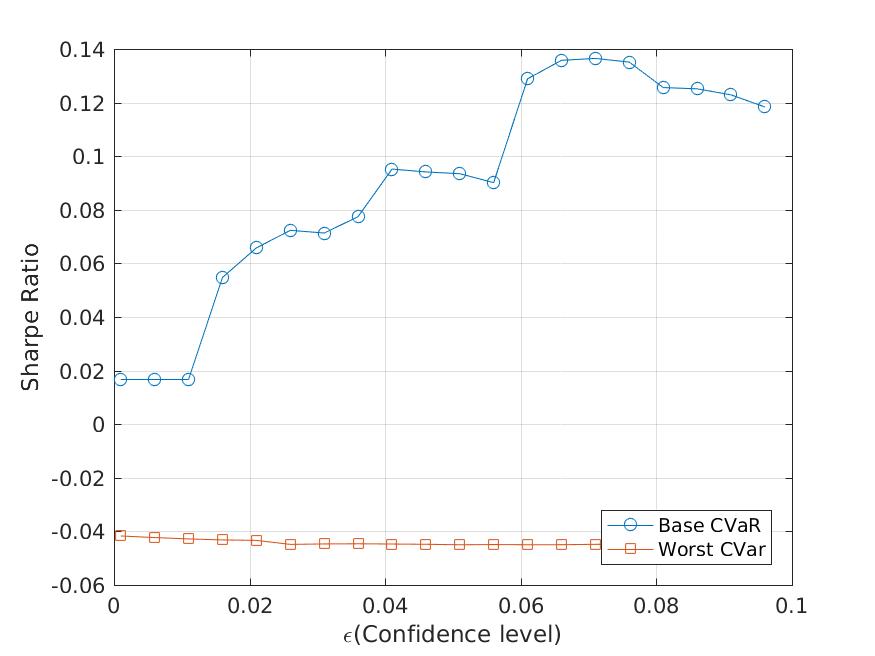 0.14
0.12
0.1
0.08
0.06
0.04
0.02
0
-0.02
-0.04
-0.06
Sharpe Ratio
0 0.02 0.04 0.06 0.08 0.1
ϵ(Confidence level)
Base CVaR
Worst CVar